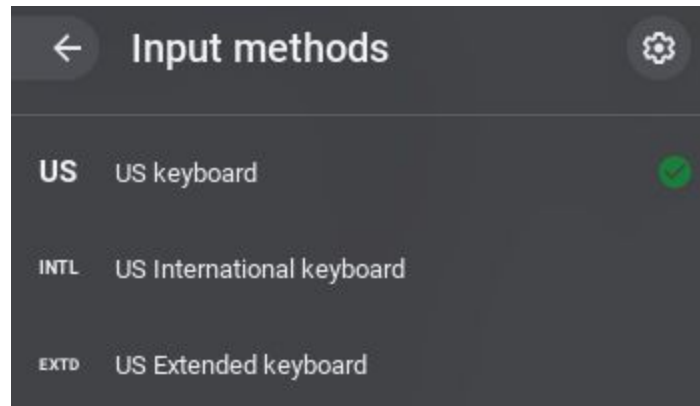 Input methods
US US keyboard
INTL US International keyboard
EXTD US Extended keyboard